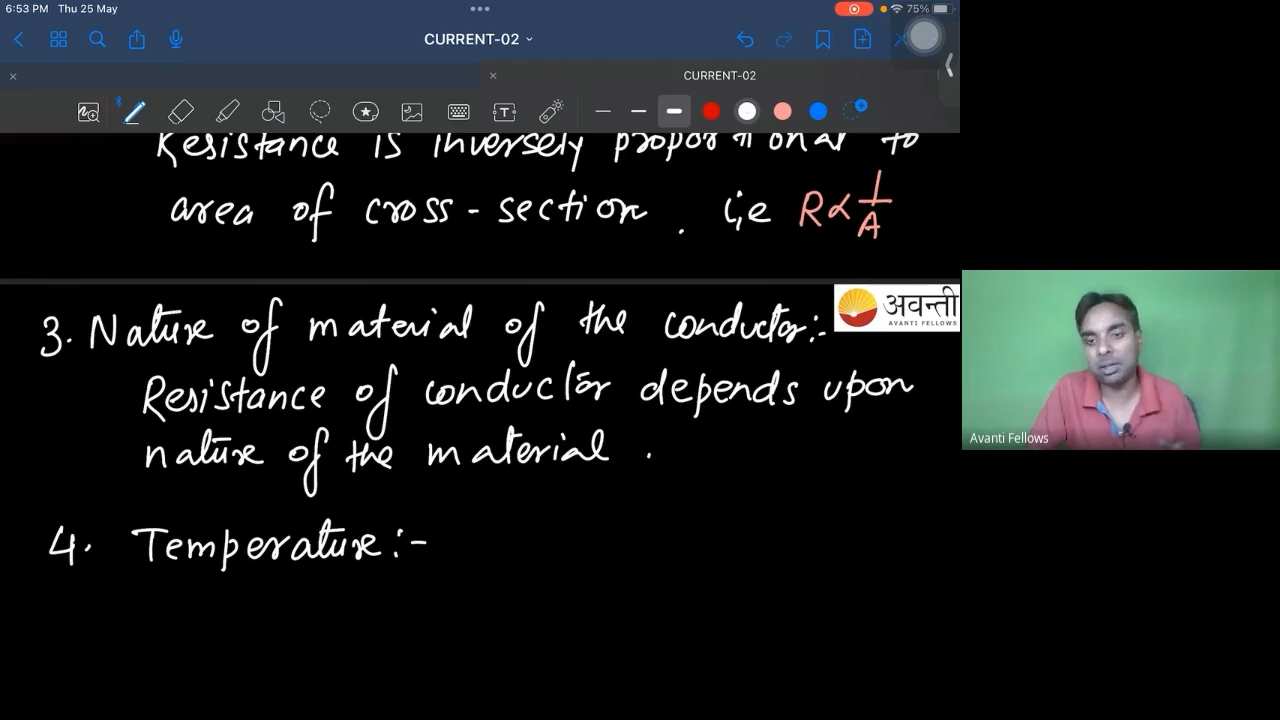 6:53 PM Thu 25 May
75%
CURRENT-02
CURRENT-02
Resistance is inversely proportional to
area of cross-section. i,e R∝1/A
अवन्ती
AVANTI FELLOWS
3. Nature of material of the conductor:-
Resistance of conductor depends upon
nature of the material.
4. Temperature:-
Avanti Fellows